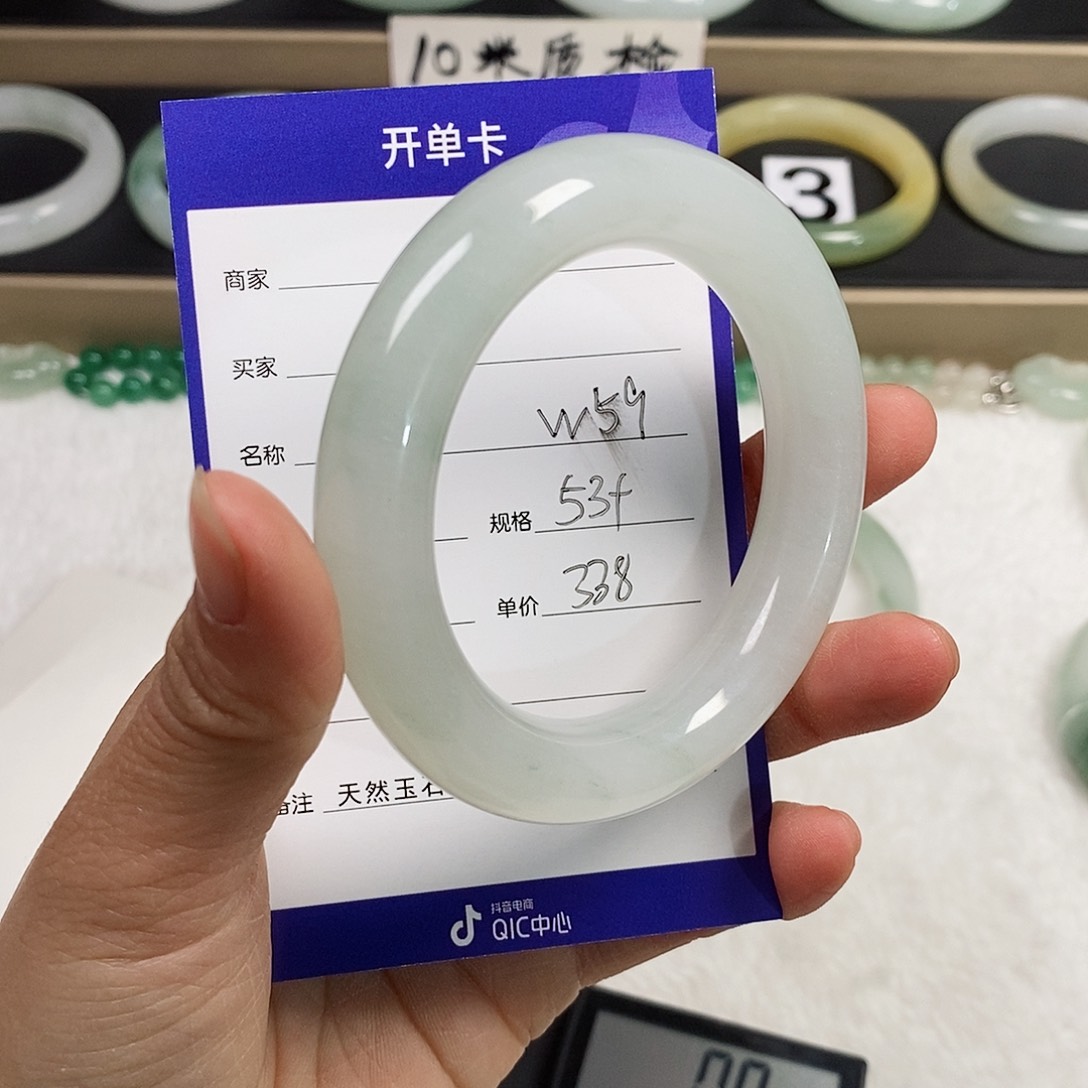 10米质检
开单卡
3
商家
买家
名称 W59
规格 53f
单价 338
备注 天然玉石
抖音电商
QIC中心